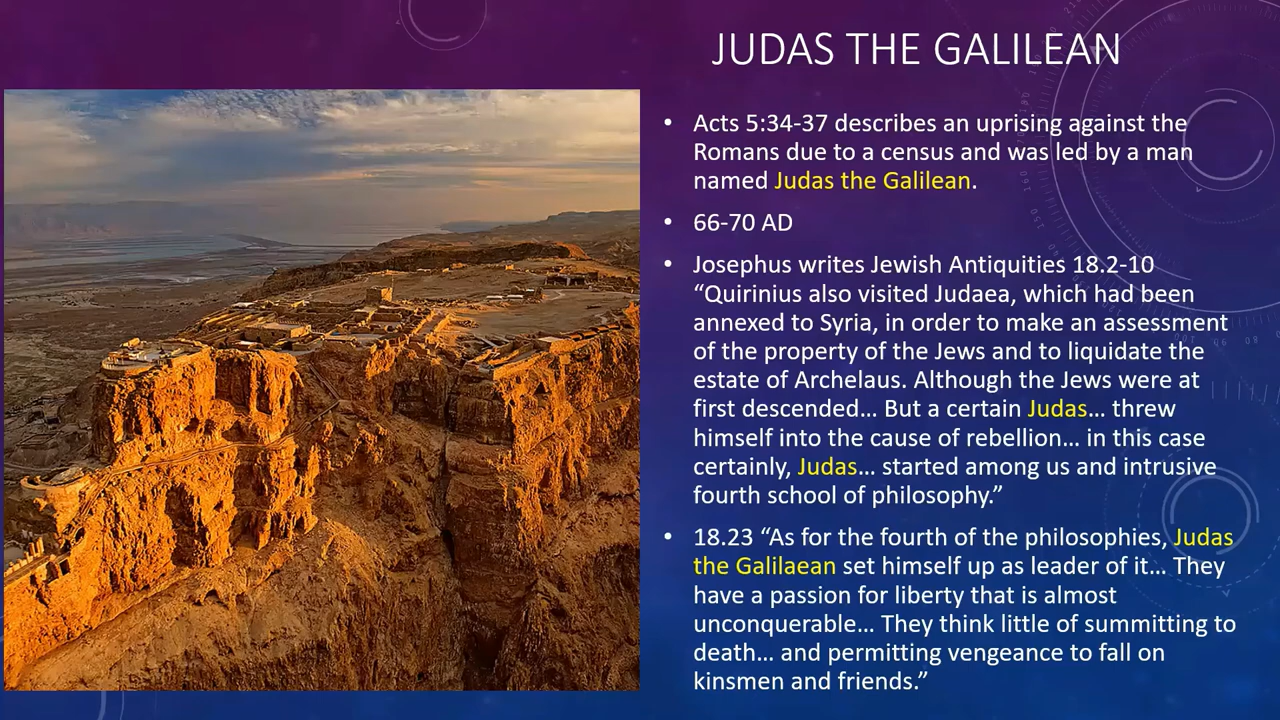 JUDAS THE GALILEAN
• Acts 5:34-37 describes an uprising against the
Romans due to a census and was led by a man
named Judas the Galilean.
• 66-70 AD
• Josephus writes Jewish Antiquities 18.2-10
“Quirinius also visited Judaea, which had been
annexed to Syria, in order to make an assessment
of the property of the Jews and to liquidate the
estate of Archelaus. Although the Jews were at
first descended… But a certain Judas… threw
himself into the cause of rebellion… in this case
certainly, Judas… started among us and intrusive
fourth school of philosophy.”
• 18.23 “As for the fourth of the philosophies, Judas
the Galilaean set himself up as leader of it… They
have a passion for liberty that is almost
unconquerable… They think little of summitting to
death… and permitting vengeance to fall on
kinsmen and friends.”